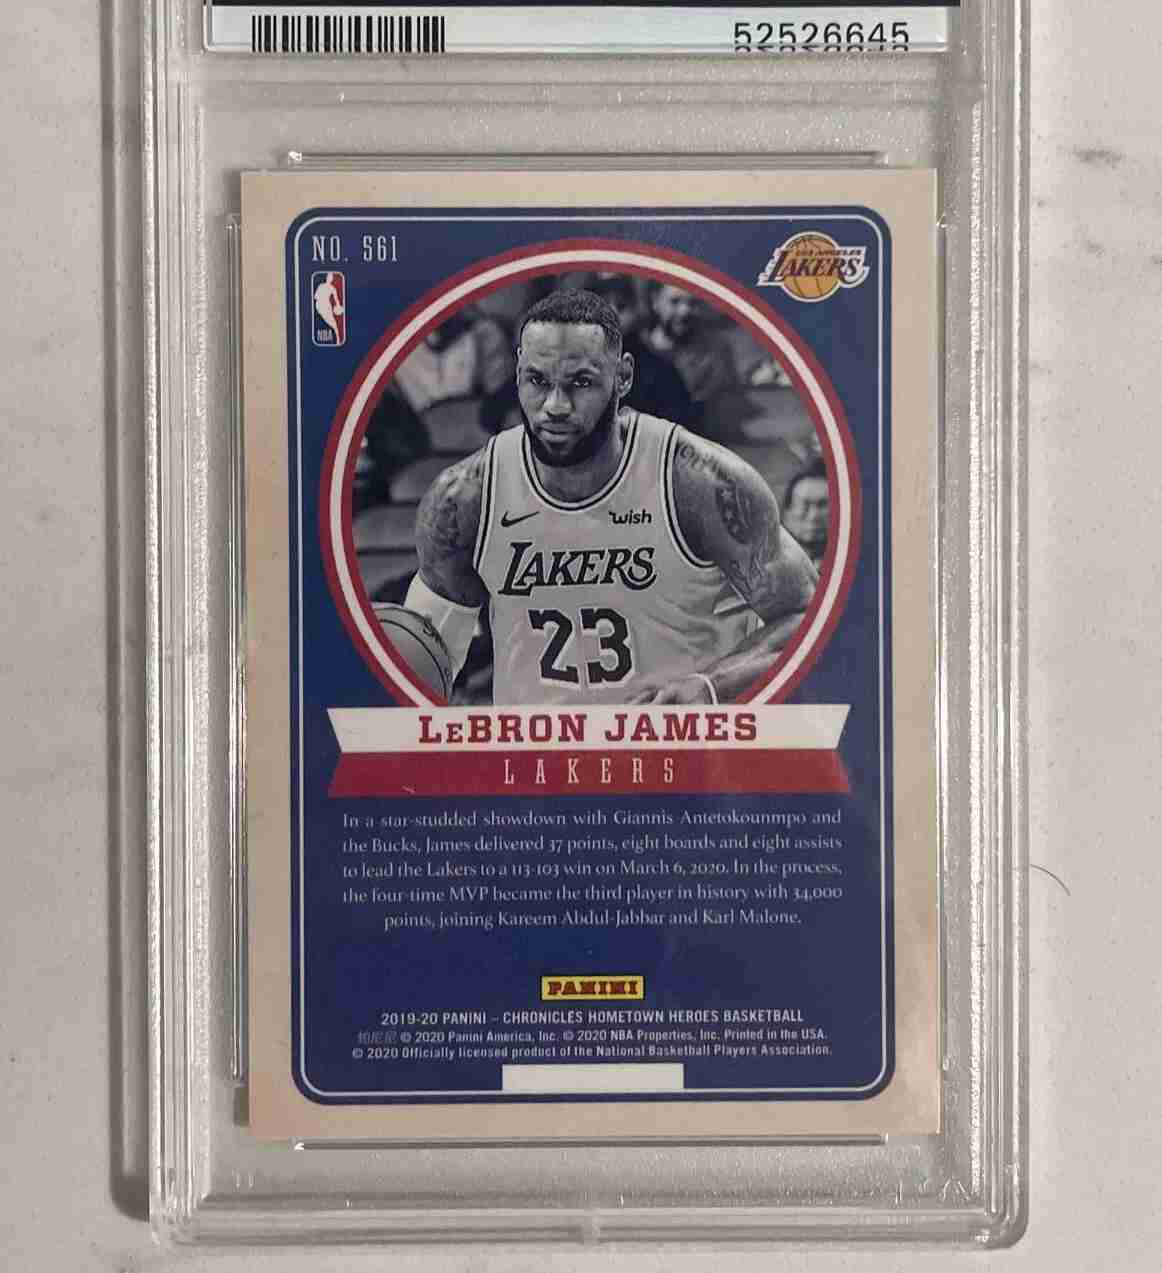 52526645
NO. 561
LOS ANGELES
LAKERS
NBA
wish
LAKERS
23
LEBRON JAMES
LAKERS
In a star-studded showdown with Giannis Antetokounmpo and
the Bucks, James delivered 37 points, eight boards and eight assists
to lead the Lakers to a 113-103 win on March 6, 2020. In the process,
the four-time MVP became the third player in history with 34,000
points, joining Kareem Abdul-Jabbar and Karl Malone.
PANINI
2019-20 PANINI – CHRONICLES HOMETOWN HEROES BASKETBALL
帕尼尼 © 2020 Panini America, Inc. © 2020 NBA Properties, Inc. Printed in the USA.
© 2020 Officially licensed product of the National Basketball Players Association.